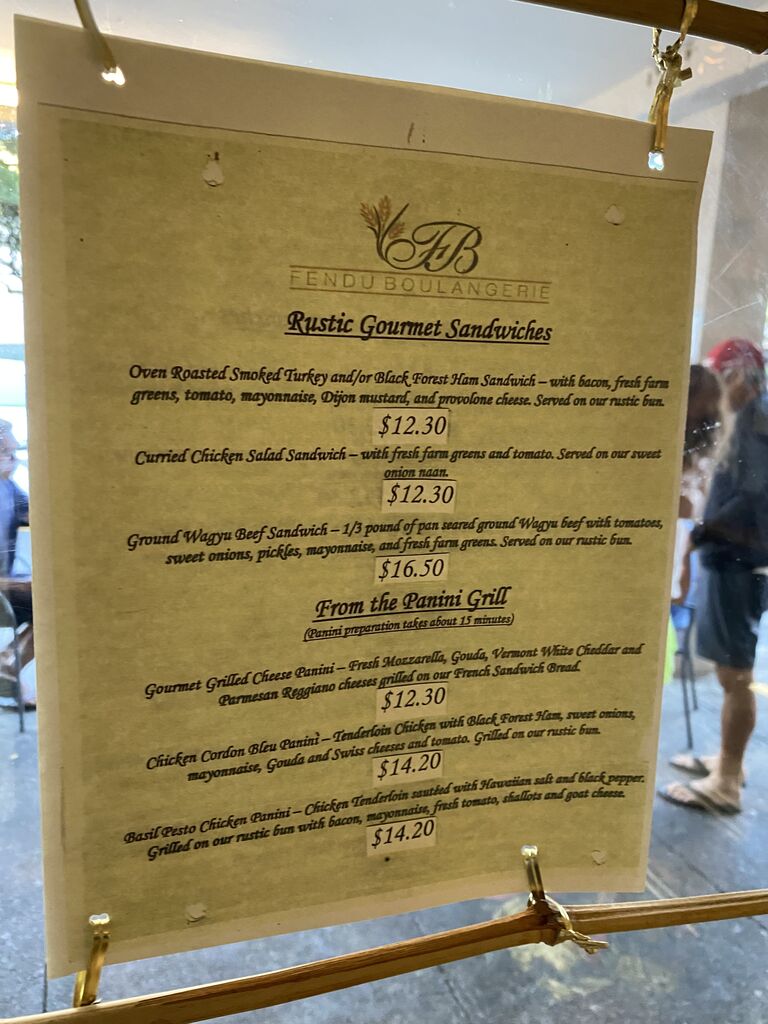 FB
FENDU BOULANGERIE
Rustic Gourmet Sandwiches
Oven Roasted Smoked Turkey and/or Black Forest Ham Sandwich – with bacon, fresh farm
greens, tomato, mayonnaise, Dijon mustard, and provolone cheese. Served on our rustic bun.
$12.30
Curried Chicken Salad Sandwich – with fresh farm greens and tomato. Served on our sweet
onion naan.
$12.30
Ground Wagyu Beef Sandwich – 1/3 pound of pan seared ground Wagyu beef with tomatoes,
sweet onions, pickles, mayonnaise, and fresh farm greens. Served on our rustic bun.
$16.50
From the Panini Grill
(Panini preparation takes about 15 minutes)
Gourmet Grilled Cheese Panini – Fresh Mozzarella, Gouda, Vermont White Cheddar and
Parmesan Reggiano cheeses grilled on our French Sandwich Bread.
$12.30
Chicken Cordon Bleu Panini – Tenderloin Chicken with Black Forest Ham, sweet onions,
mayonnaise, Gouda and Swiss cheeses and tomato. Grilled on our rustic bun.
$14.20
Basil Pesto Chicken Panini – Chicken Tenderloin sautéed with Hawaiian salt and black pepper.
Grilled on our rustic bun with bacon, mayonnaise, fresh tomato, shallots and goat cheese.
$14.20